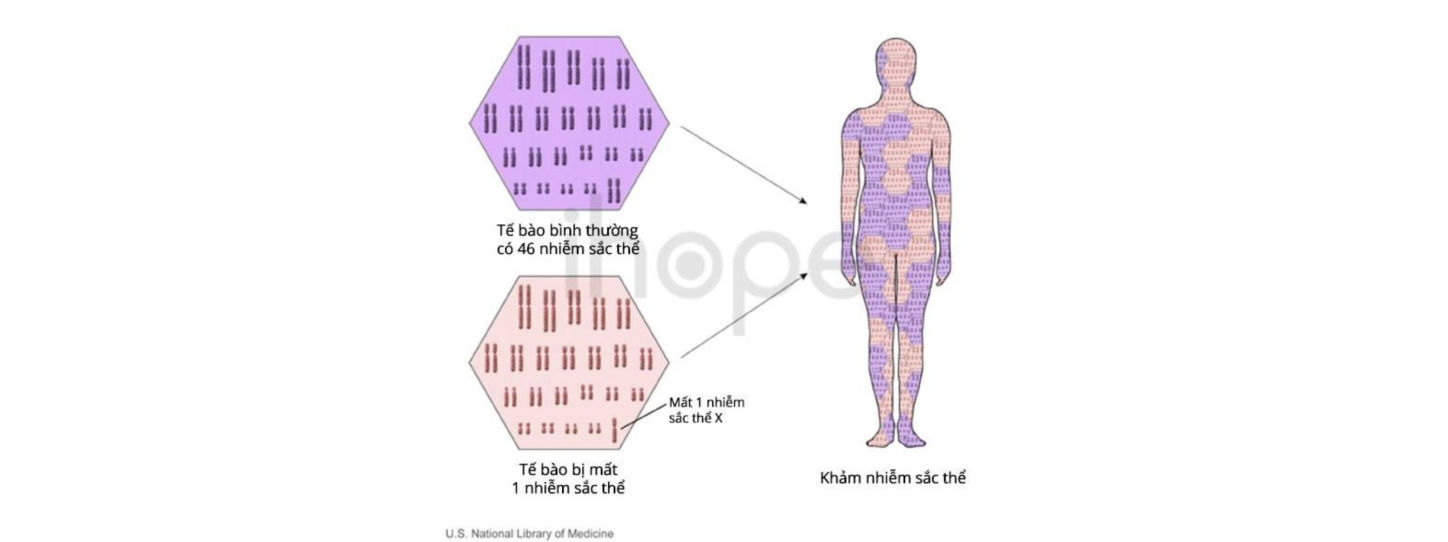 Tế bào bình thường
có 46 nhiễm sắc thể
ihope
Mất 1 nhiễm
sắc thể X
Tế bào bị mất
1 nhiễm sắc thể
Khảm nhiễm sắc thể
U.S. National Library of Medicine